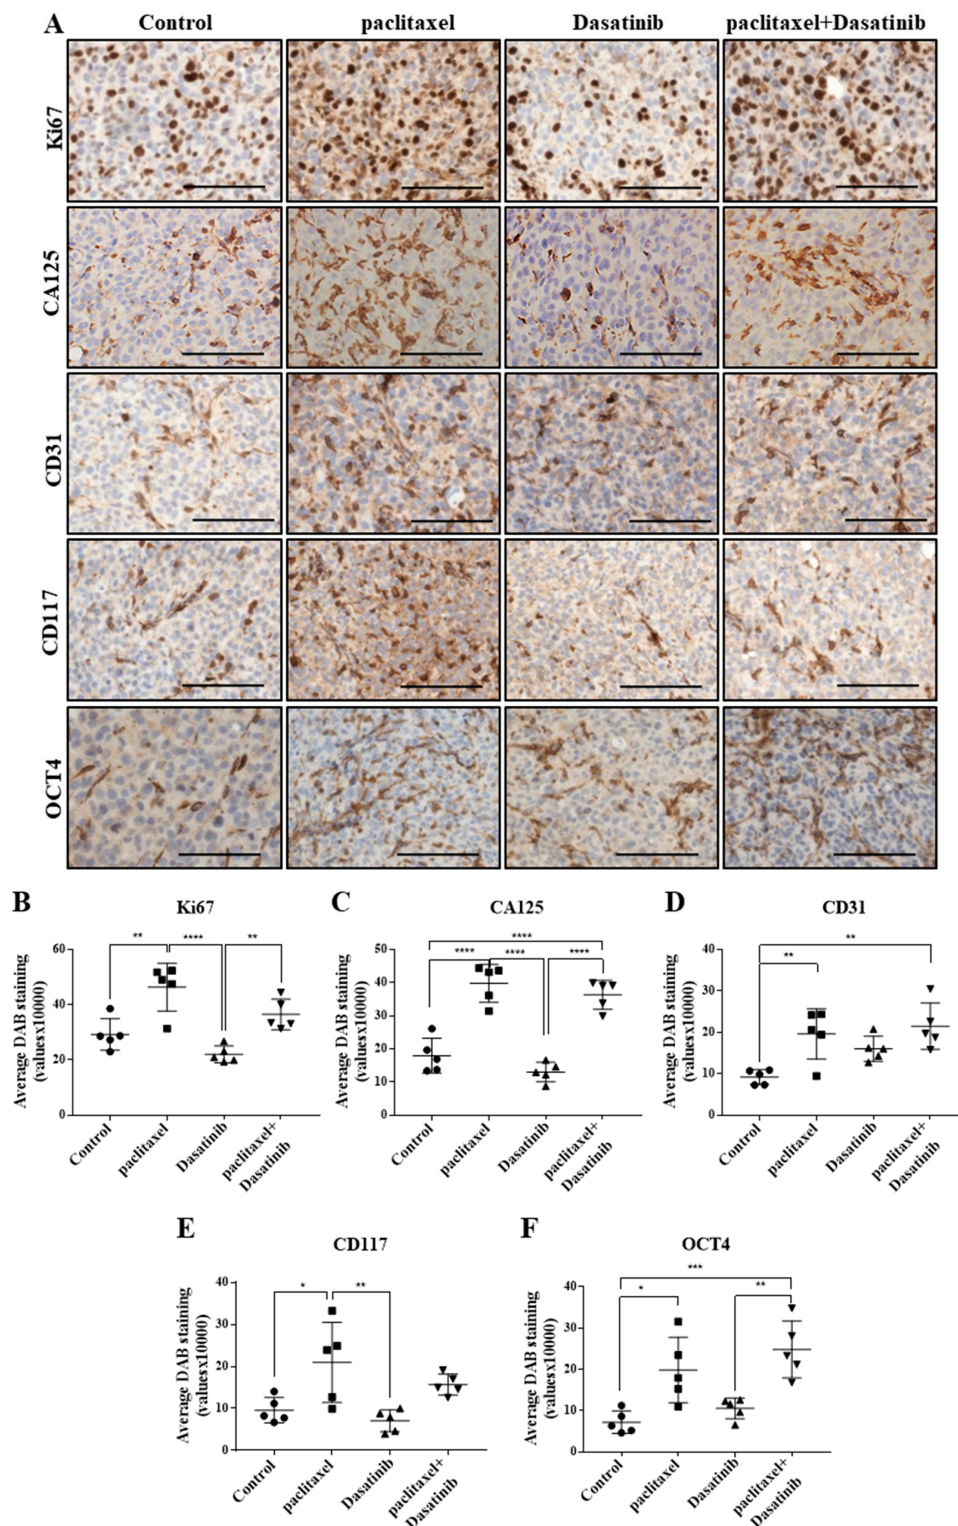 A
Control
paclitaxel
Dasatinib
paclitaxel+Dasatinib
Ki67
CA125
CD31
CD117
OCT4
B
Ki67
Average DAB staining
(valuesx10000)
60
40
20
0
**
****
**
Control
paclitaxel
Dasatinib
paclitaxel+
Dasatinib
C
CA125
Average DAB staining
(valuesx10000)
50
40
30
20
10
0
****
****
****
****
Control
paclitaxel
Dasatinib
paclitaxel+
Dasatinib
D
CD31
Average DAB staining
(valuesx10000)
40
30
20
10
0
**
**
Control
paclitaxel
Dasatinib
paclitaxel+
Dasatinib
E
CD117
Average DAB staining
(valuesx10000)
40
30
20
10
0
*
**
Control
paclitaxel
Dasatinib
paclitaxel+
Dasatinib
F
OCT4
Average DAB staining
(valuesx10000)
40
30
20
10
0
***
*
**
Control
paclitaxel
Dasatinib
paclitaxel+
Dasatinib